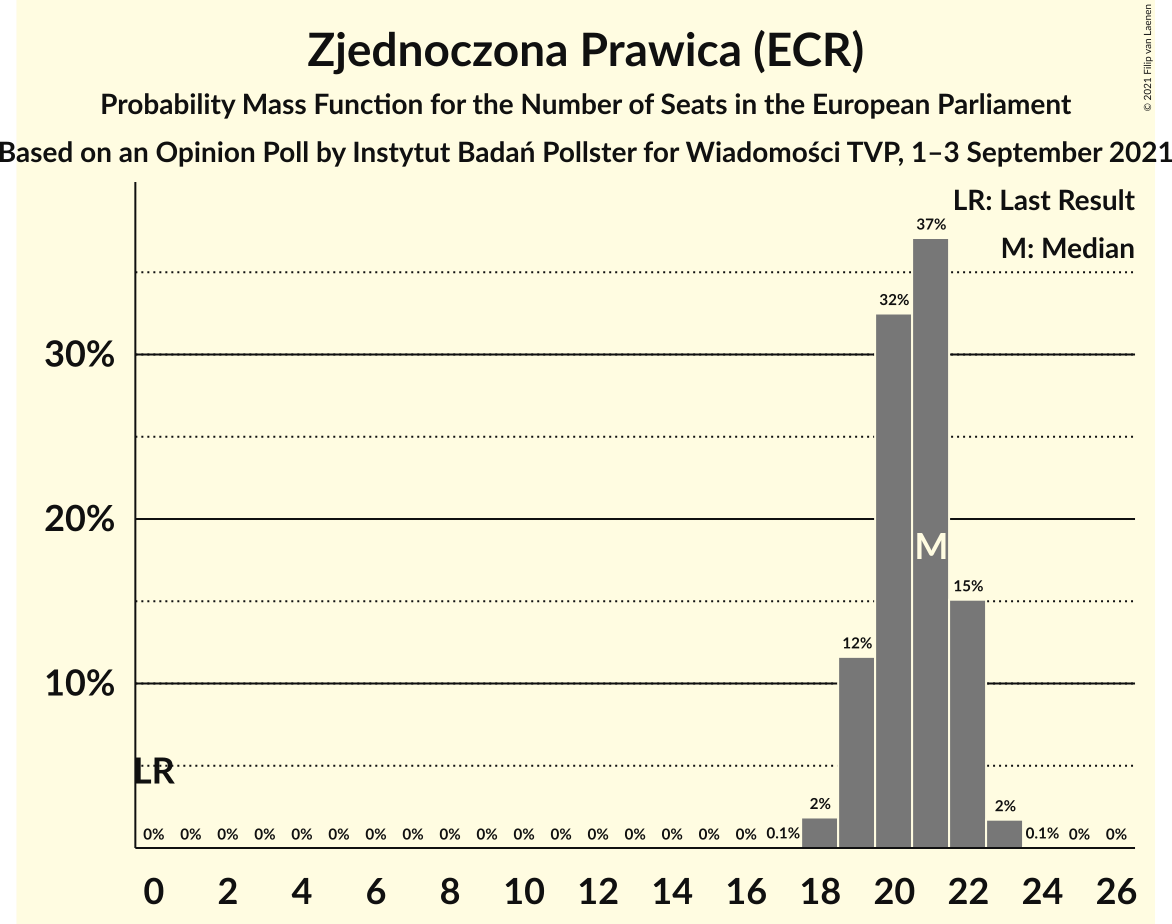 Zjednoczona Prawica (ECR)
Probability Mass Function for the Number of Seats in the European Parliament
Based on an Opinion Poll by Instytut Badań Pollster for Wiadomości TVP, 1–3 September 2021
© 2021 Filip van Laenen
LR: Last Result
M: Median
37%
32%
30%
20%
M
15%
12%
10%
LR
2%
2%
0% 0% 0% 0% 0% 0% 0% 0% 0% 0% 0% 0% 0% 0% 0% 0% 0% 0.1% 0.1% 0% 0%
0 2 4 6 8 10 12 14 16 18 20 22 24 26